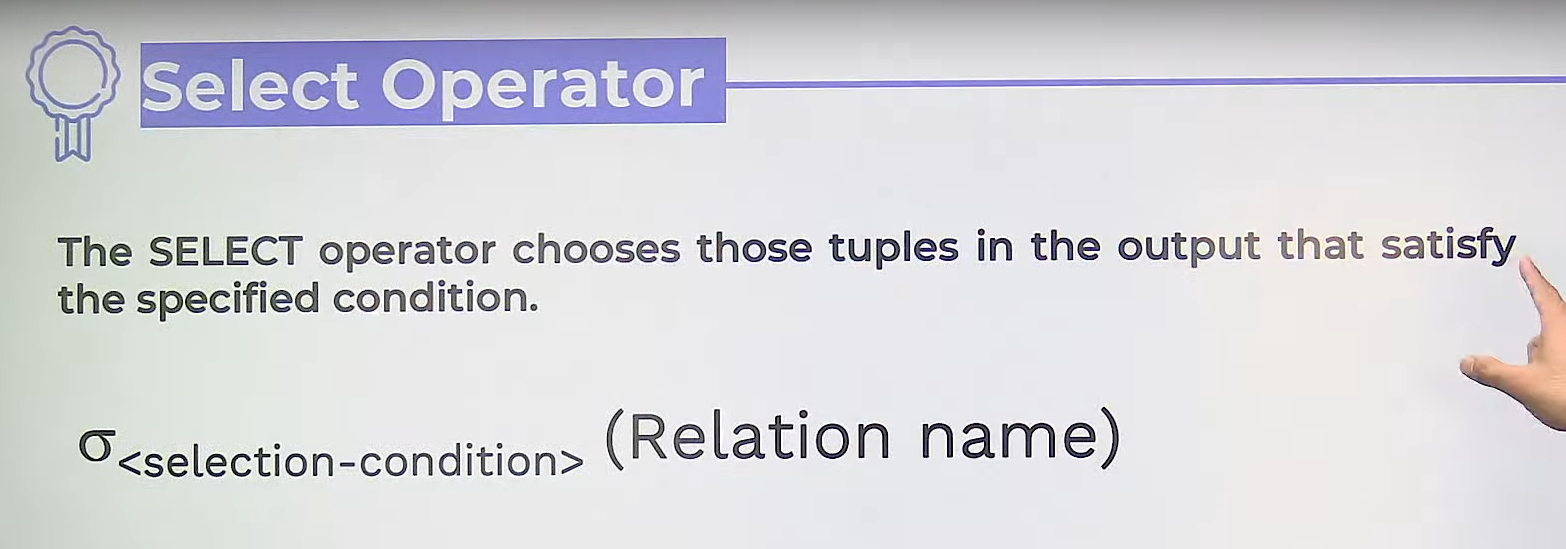 Select Operator
The SELECT operator chooses those tuples in the output that satisfy
the specified condition.
σ<selection-condition> (Relation name)